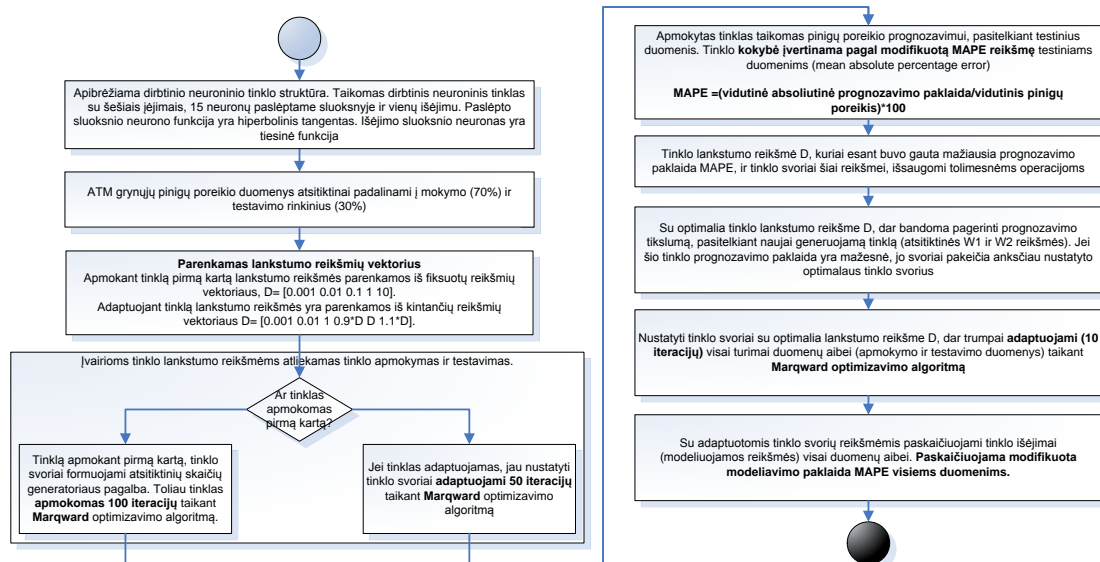 Apibrėžiama dirbtinio neuroninio tinklo struktūra. Taikomas dirbtinis neuroninis tinklas
su šešiais įėjimais, 15 neuronų paslėptame sluoksnyje ir vienų išėjimu. Paslėpto
sluoksnio neurono funkcija yra hiperbolinis tangentas. Išėjimo sluoksnio neuronas yra
tiesinė funkcija
ATM grynųjų pinigų poreikio duomenys atsitiktinai padalinami į mokymo (70%) ir
testavimo rinkinius (30%)
Parenkamas lankstumo reikšmių vektorius
Apmokant tinklą pirmą kartą lankstumo reikšmės parenkamos iš fiksuotų reikšmių
vektoriaus, D= [0.001 0.01 0.1 1 10].
Adaptuojant tinklą lankstumo reikšmės yra parenkamos iš kintančių reikšmių
vektoriaus D= [0.001 0.01 1 0.9*D D 1.1*D].
Įvairioms tinklo lankstumo reikšmėms atliekamas tinklo apmokymas ir testavimas.
Ar tinklas
apmokomas
pirmą kartą?
Tinklą apmokant pirmą kartą, tinklo
svoriai formuojami atsitiktinių skaičių
generatoriaus pagalba. Toliau tinklas
apmokomas 100 iteracijų taikant
Marqward optimizavimo algoritmą.
Jei tinklas adaptuojamas, jau nustatyti
tinklo svoriai adaptuojami 50 iteracijų
taikant Marqward optimizavimo
algoritmą
Apmokytas tinklas taikomas pinigų poreikio prognozavimui, pasitelkiant testinius
duomenis. Tinklo kokybė įvertinama pagal modifikuotą MAPE reikšmę testiniams
duomenims (mean absolute percentage error)
MAPE =(vidutinė absoliutinė prognozavimo paklaida/vidutinis pinigų
poreikis)*100
Tinklo lankstumo reikšmė D, kuriai esant buvo gauta mažiausia prognozavimo
paklaida MAPE, ir tinklo svoriai šiai reikšmei, išsaugomi tolimesnėms operacijoms
Su optimalia tinklo lankstumo reikšme D, dar bandoma pagerinti prognozavimo
tikslumą, pasitelkiant naujai generuojamą tinklą (atsitiktinės W1 ir W2 reikšmės). Jei
šio tinklo prognozavimo paklaida yra mažesnė, jo svoriai pakeičia anksčiau nustatyto
optimalaus tinklo svorius
Nustatyti tinklo svoriai su optimalia lankstumo reikšme D, dar trumpai adaptuojami (10
iteracijų) visai turimai duomenų aibei (apmokymo ir testavimo duomenys) taikant
Marqward optimizavimo algoritmą
Su adaptuotomis tinklo svorių reikšmėmis paskaičiuojami tinklo išėjimai
(modeliuojamos reikšmės) visai duomenų aibei. Paskaičiuojama modifikuota
modeliavimo paklaida MAPE visiems duomenims.